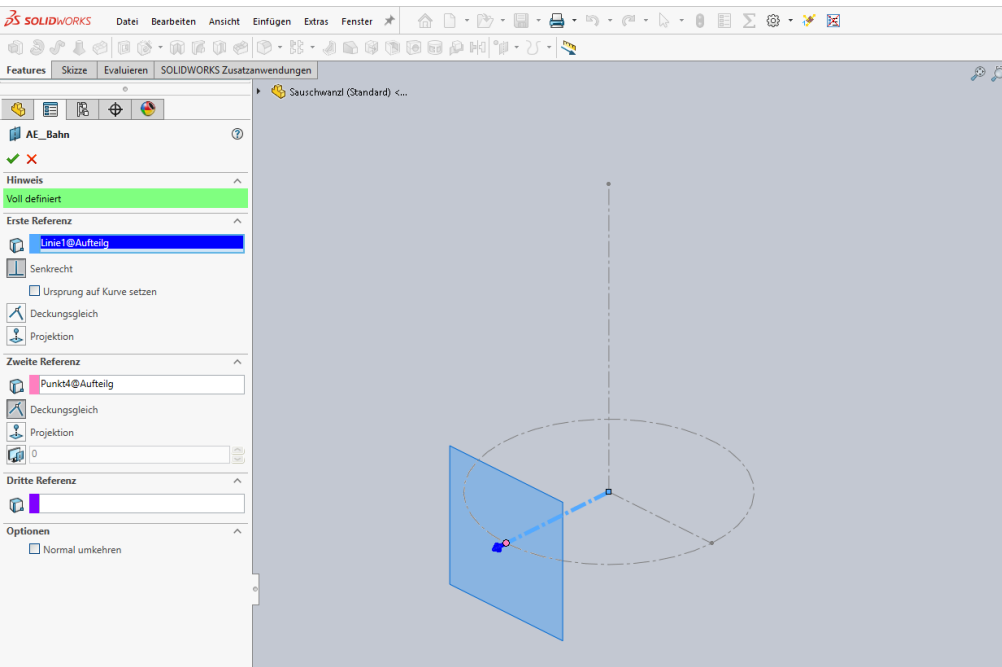 SOLIDWORKS Datei Bearbeiten Ansicht Einfügen Extras Fenster
Features Skizze Evaluieren SOLIDWORKS Zusatzanwendungen
Sauschwanzl (Standard) <...
AE__Bahn
Hinweis
Voll definiert
Erste Referenz
Linie1@Aufteilg
Senkrecht
Ursprung auf Kurve setzen
Deckungsgleich
Projektion
Zweite Referenz
Punkt4@Aufteilg
Deckungsgleich
Projektion
0
Dritte Referenz
Optionen
Normal umkehren